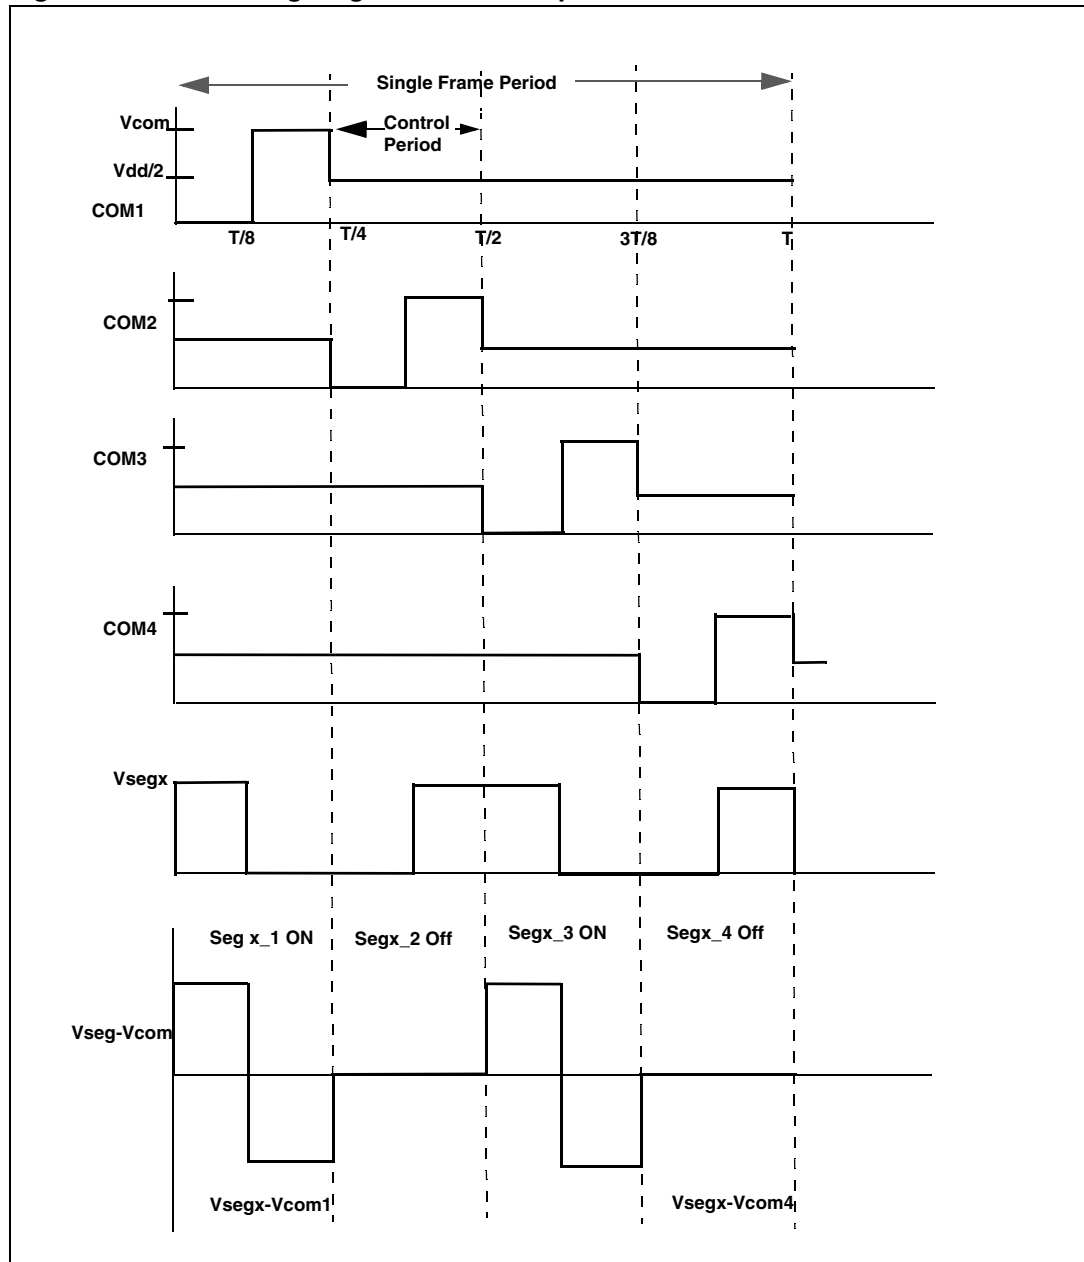 Single Frame Period
Vcom
Control
Period
Vdd/2
COM1
T/8
T/4
T/2
3T/8
T
COM2
COM3
COM4
Vsegx
Seg x_1 ON
Segx_2 Off
Segx_3 ON
Segx_4 Off
Vseg-Vcom
Vsegx-Vcom1
Vsegx-Vcom4